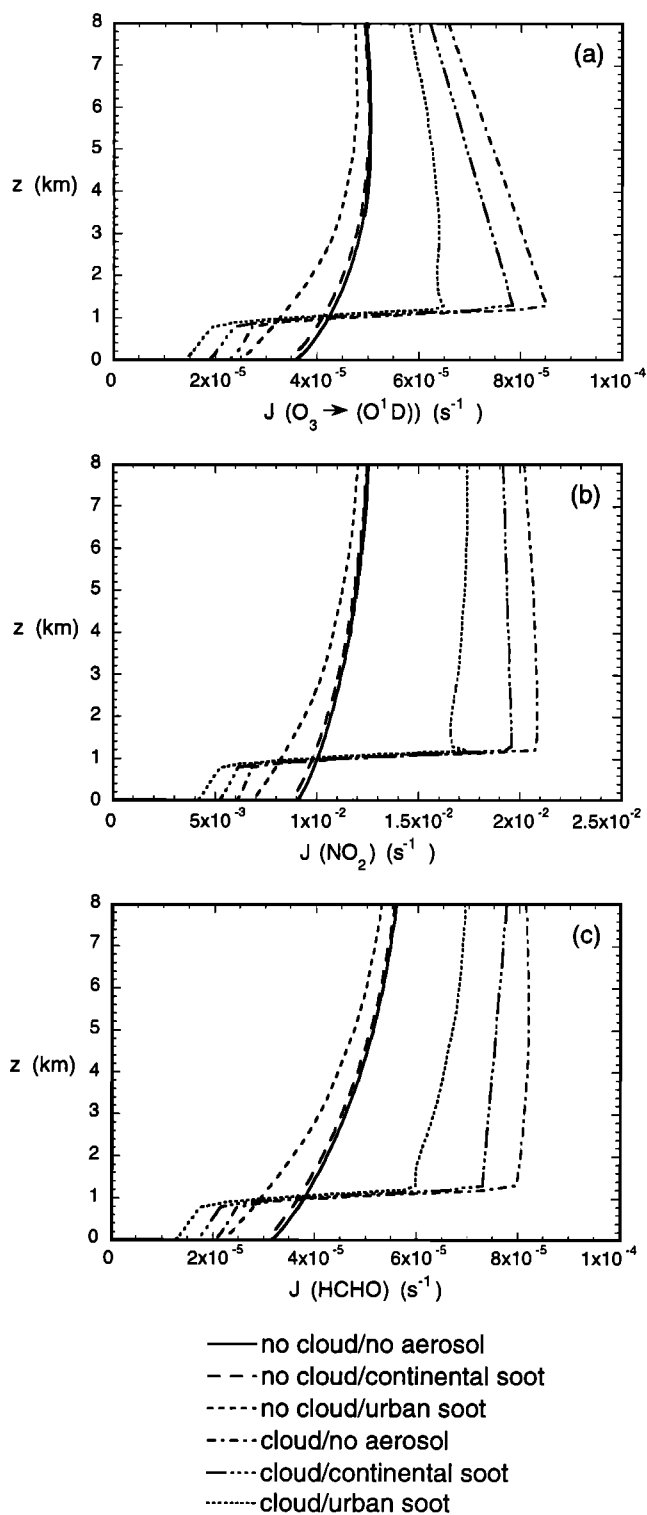 8
(a)
7
6
5
z (km)
4
3
2
1
0
0 2x10⁻⁵ 4x10⁻⁵ 6x10⁻⁵ 8x10⁻⁵ 1x10⁻⁴
J (O₃ → (O¹D)) (s⁻¹)
8
(b)
7
6
5
z (km)
4
3
2
1
0
0 5x10⁻³ 1x10⁻² 1.5x10⁻² 2x10⁻² 2.5x10⁻²
J (NO₂) (s⁻¹)
8
(c)
7
6
5
z (km)
4
3
2
1
0
0 2x10⁻⁵ 4x10⁻⁵ 6x10⁻⁵ 8x10⁻⁵ 1x10⁻⁴
J (HCHO) (s⁻¹)
no cloud/no aerosol
no cloud/continental soot
no cloud/urban soot
cloud/no aerosol
cloud/continental soot
cloud/urban soot